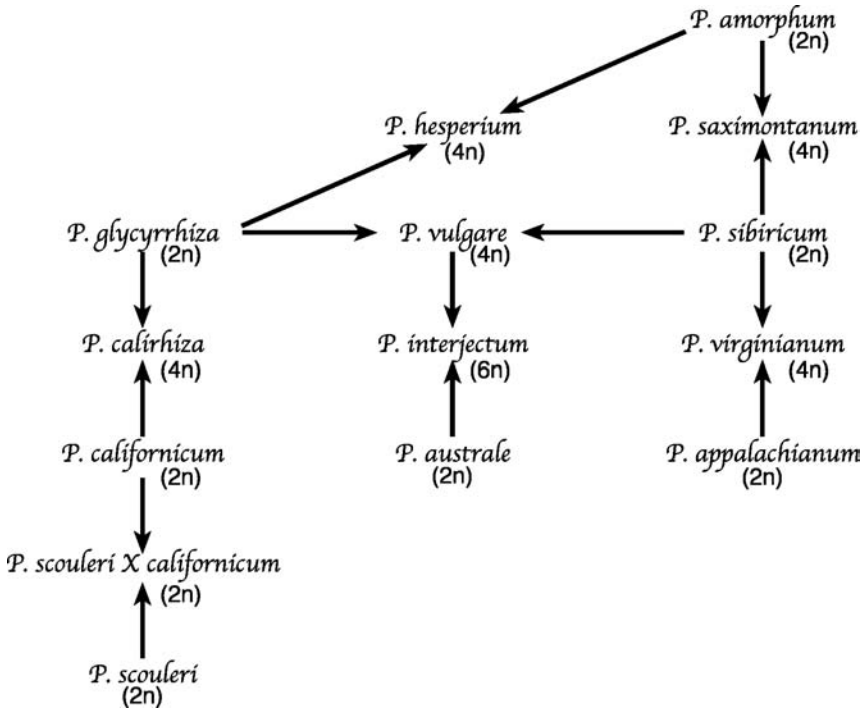 P. amorphum
(2n)
P. hesperium
(4n)
P. saximontanum
(4n)
P. glycyrrhiza
(2n)
P. vulgare
(4n)
P. sibiricum
(2n)
P. calirhiza
(4n)
P. interjectum
(6n)
P. virginianum
(4n)
P. californicum
(2n)
P. australe
(2n)
P. appalachianum
(2n)
P. scouleri X californicum
(2n)
P. scouleri
(2n)